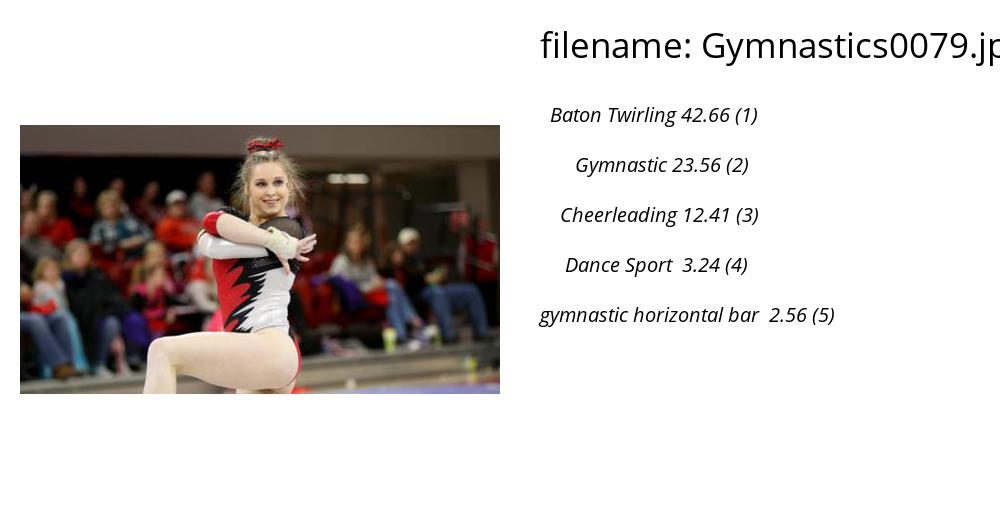 filename: Gymnastics0079.jp
Baton Twirling 42.66 (1)
Gymnastic 23.56 (2)
Cheerleading 12.41 (3)
Dance Sport 3.24 (4)
gymnastic horizontal bar 2.56 (5)